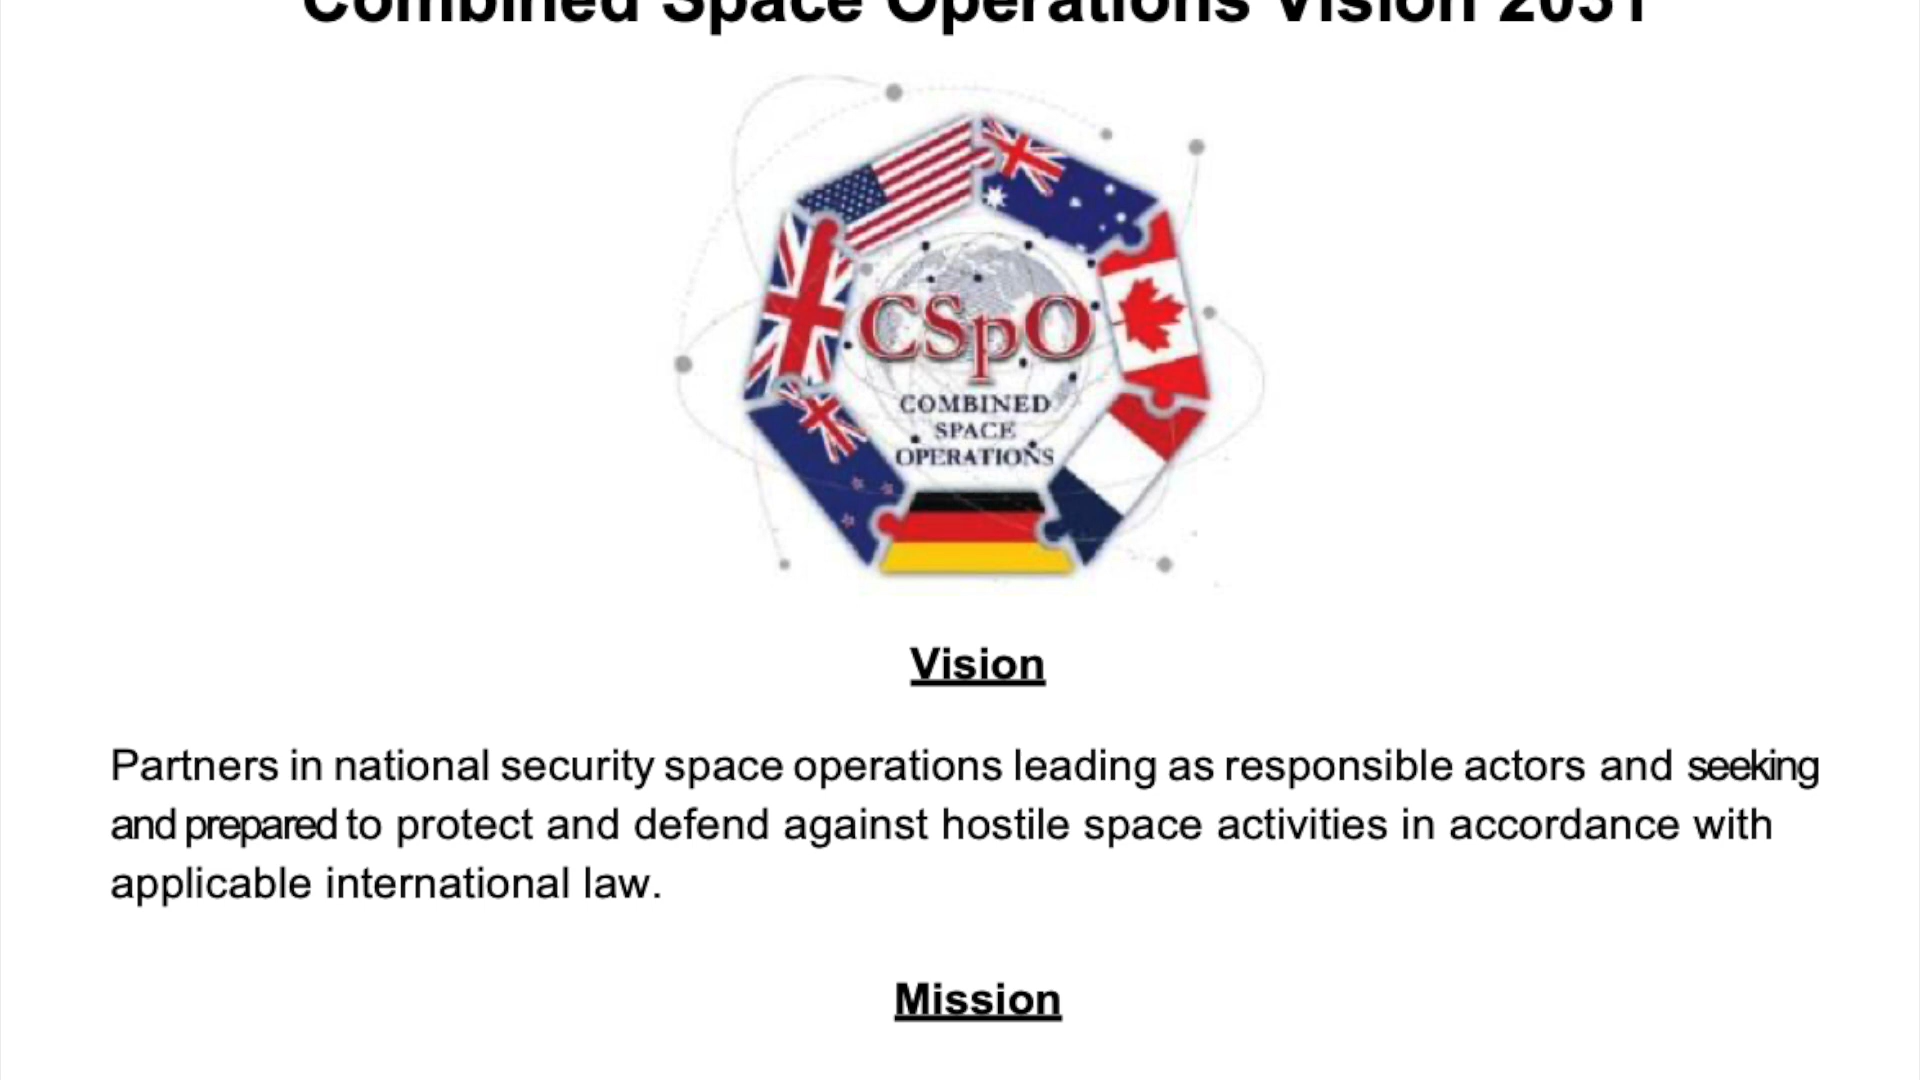 Combined Space Operations Vision 2031
CSpO
COMBINED
SPACE
OPERATIONS
Vision
Partners in national security space operations leading as responsible actors and seeking
and prepared to protect and defend against hostile space activities in accordance with
applicable international law.
Mission